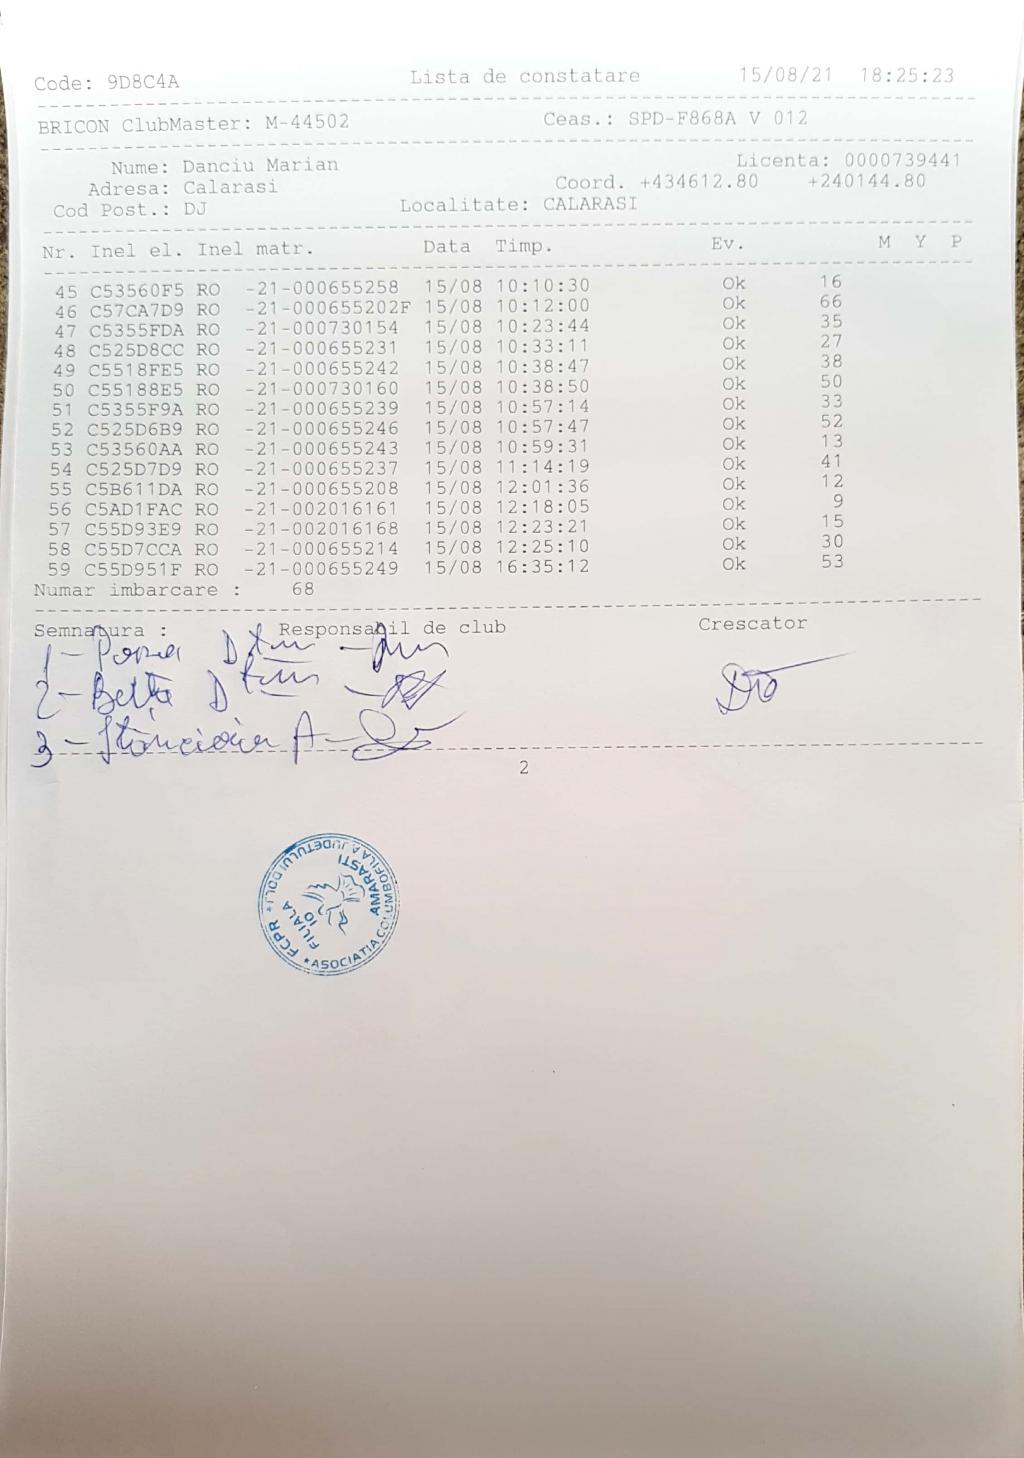 Code: 9D8C4A Lista de constatare 15/08/21 18:25:23
BRICON ClubMaster: M-44502 Ceas.: SPD-F868A V 012
Nume: Danciu Marian Licenta: 0000739441
Adresa: Calarasi Coord. +434612.80 +240144.80
Cod Post.: DJ Localitate: CALARASI
Nr. Inel el. Inel matr. Data Timp. Ev. M Y P
45 C53560F5 RO -21-000655258 15/08 10:10:30 Ok 16
46 C57CA7D9 RO -21-000655202F 15/08 10:12:00 Ok 66
47 C5355FDA RO -21-000730154 15/08 10:23:44 Ok 35
48 C525D8CC RO -21-000655231 15/08 10:33:11 Ok 27
49 C5518FE5 RO -21-000655242 15/08 10:38:47 Ok 38
50 C55188E5 RO -21-000730160 15/08 10:38:50 Ok 50
51 C5355F9A RO -21-000655239 15/08 10:57:14 Ok 33
52 C525D6B9 RO -21-000655246 15/08 10:57:47 Ok 52
53 C53560AA RO -21-000655243 15/08 10:59:31 Ok 13
54 C525D7D9 RO -21-000655237 15/08 11:14:19 Ok 41
55 C5B611DA RO -21-000655208 15/08 12:01:36 Ok 12
56 C5AD1FAC RO -21-002016161 15/08 12:18:05 Ok 9
57 C55D93E9 RO -21-002016168 15/08 12:23:21 Ok 15
58 C55D7CCA RO -21-000655214 15/08 12:25:10 Ok 30
59 C55D951F RO -21-000655249 15/08 16:35:12 Ok 53
Numar imbarcare : 68
Semnatura : Responsabil de club Crescator
1-
2-
3- A-
2
FCPR * ASOCIATIA COLUMBOFILA A JUDETULUI DOLJ *
FILIALA
10
AMARASTI